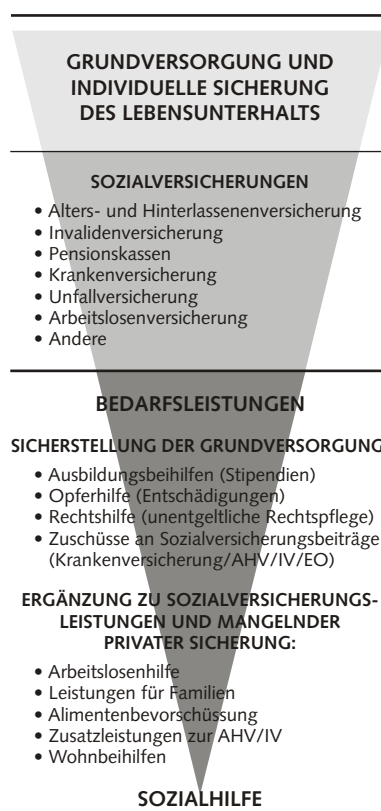 GRUNDVERSORGUNG UND
INDIVIDUELLE SICHERUNG
DES LEBENSUNTERHALTS
SOZIALVERSICHERUNGEN
• Alters- und Hinterlassenenversicherung
• Invalidenversicherung
• Pensionskassen
• Krankenversicherung
• Unfallversicherung
• Arbeitslosenversicherung
• Andere
BEDARFSLEISTUNGEN
SICHERSTELLUNG DER GRUNDVERSORGUNG
• Ausbildungsbeihilfen (Stipendien)
• Opferhilfe (Entschädigungen)
• Rechtshilfe (unentgeltliche Rechtspflege)
• Zuschüsse an Sozialversicherungsbeiträge
(Krankenversicherung/AHV/IV/EO)
ERGÄNZUNG ZU SOZIALVERSICHERUNGS-
LEISTUNGEN UND MANGELNDER
PRIVATER SICHERUNG:
• Arbeitslosenhilfe
• Leistungen für Familien
• Alimentenbevorschüssung
• Zusatzleistungen zur AHV/IV
• Wohnbeihilfen
SOZIALHILFE